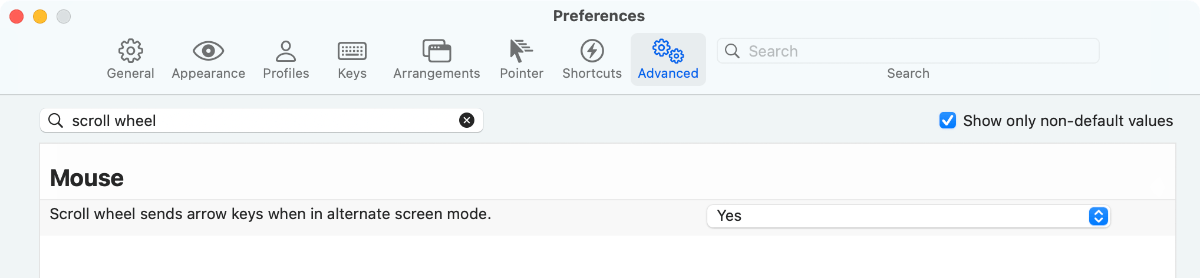 Preferences
General Appearance Profiles Keys Arrangements Pointer Shortcuts Advanced Search
Search
scroll wheel
Show only non-default values
Mouse
Scroll wheel sends arrow keys when in alternate screen mode. Yes